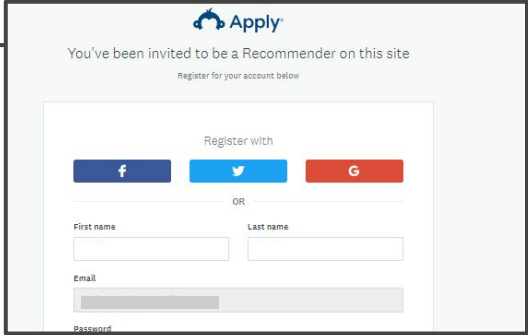 Apply
You've been invited to be a Recommender on this site
Register for your account below
Register with
f G
OR
First name Last name
Email
Password